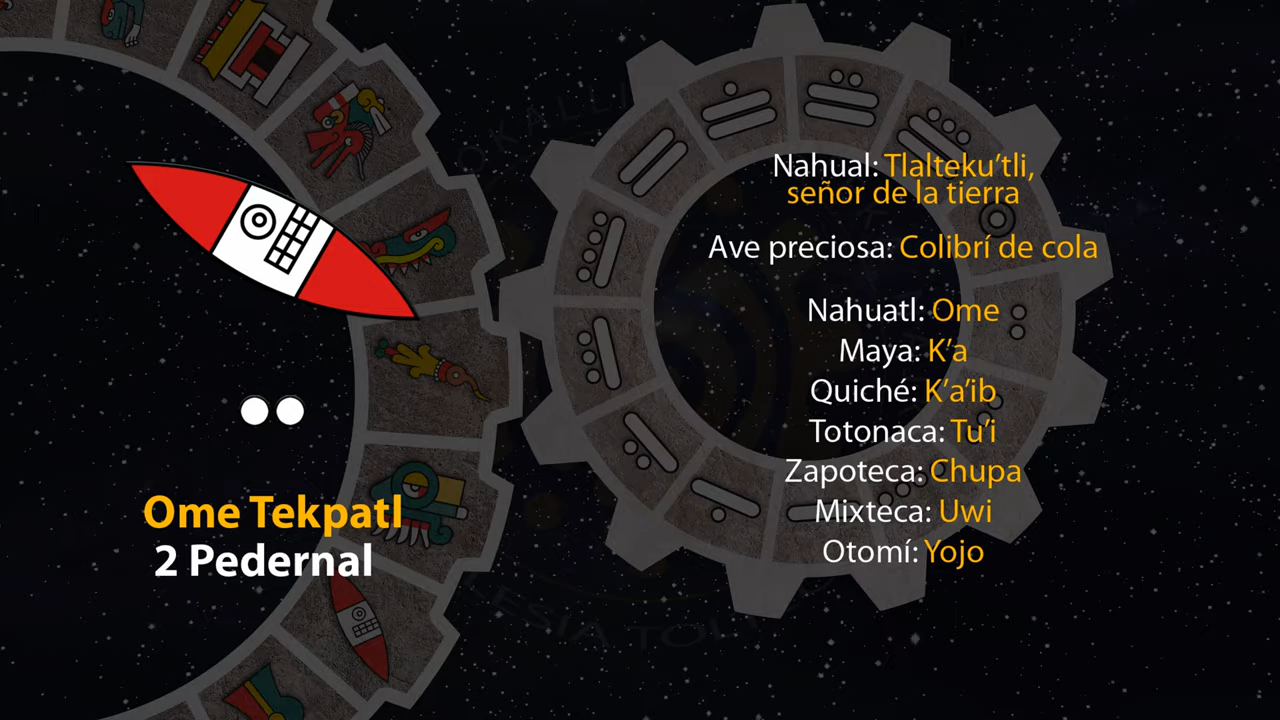 Ome Tekpatl
2 Pedernal
Nahual: Tlalteku’tli,
señor de la tierra
Ave preciosa: Colibrí de cola
Nahuatl: Ome
Maya: K’a
Quiché: K’a’ib
Totonaca: Tu’i
Zapoteca: Chupa
Mixteca: Uwi
Otomí: Yojo